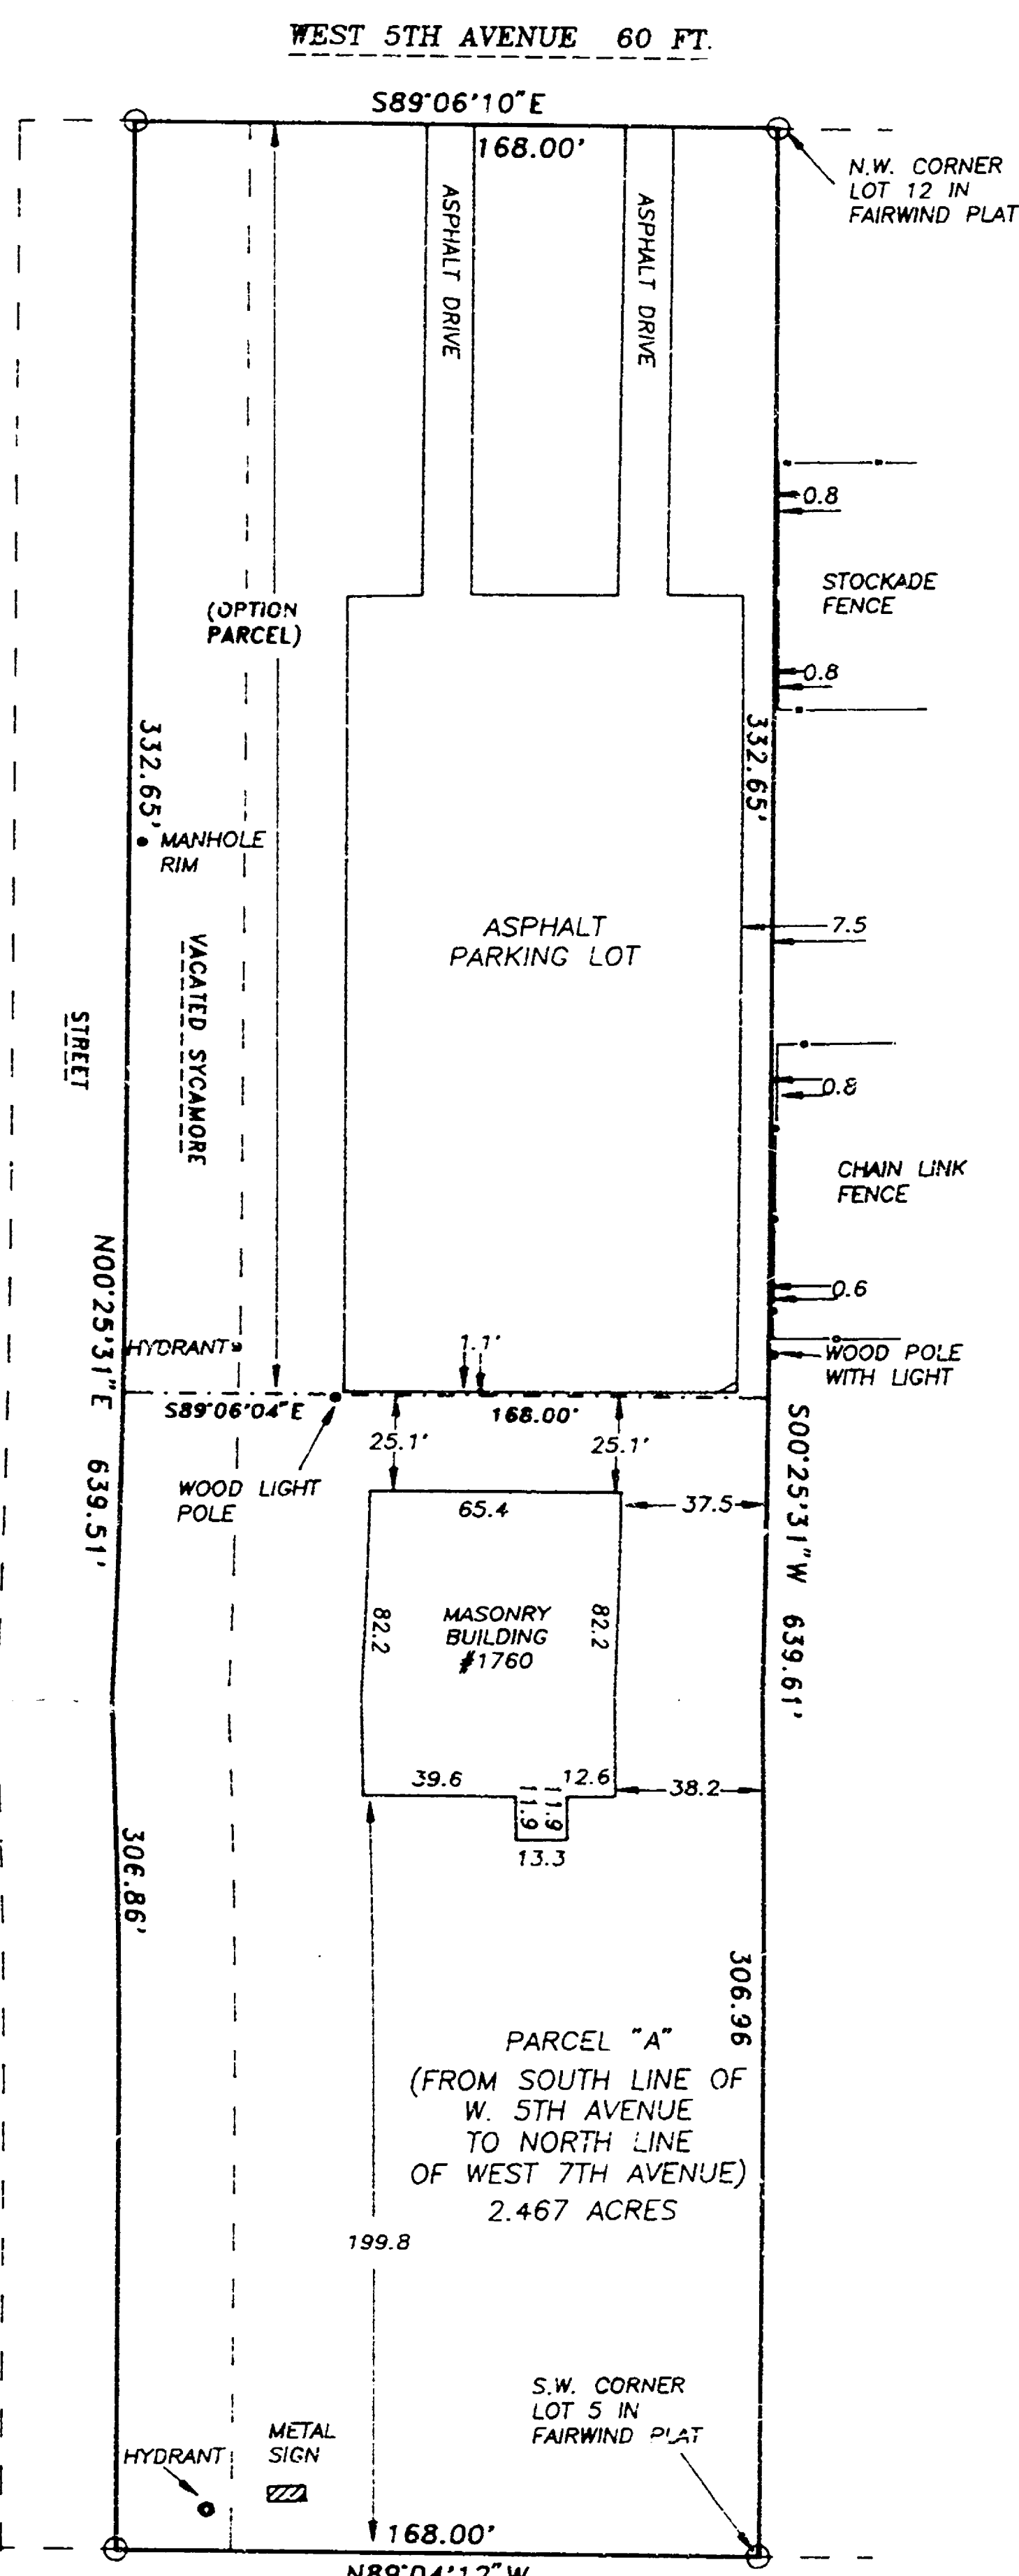 WEST 5TH AVENUE 60 FT.
S89°06'10"E
168.00'
N.W. CORNER
LOT 12 IN
FAIRWIND PLAT
ASPHALT DRIVE
ASPHALT DRIVE
0.8
STOCKADE
FENCE
(OPTION
PARCEL)
0.8
332.65'
332.65'
MANHOLE
RIM
ASPHALT
PARKING LOT
7.5
VACATED SYCAMORE
STREET
0.8
CHAIN LINK
FENCE
N00°25'31"E 639.51'
0.6
HYDRANT
1.1'
WOOD POLE
WITH LIGHT
S89°06'04"E
168.00'
25.1'
25.1'
WOOD LIGHT
POLE
65.4
37.5
S00°25'31"W 639.61'
82.2
MASONRY
BUILDING
#1760
82.2
39.6
12.6
38.2
11.9
11.9
13.3
306.86'
306.96
PARCEL "A"
(FROM SOUTH LINE OF
W. 5TH AVENUE
TO NORTH LINE
OF WEST 7TH AVENUE)
2.467 ACRES
199.8
S.W. CORNER
LOT 5 IN
FAIRWIND PLAT
METAL
SIGN
HYDRANT
168.00'
N89°04'12"W